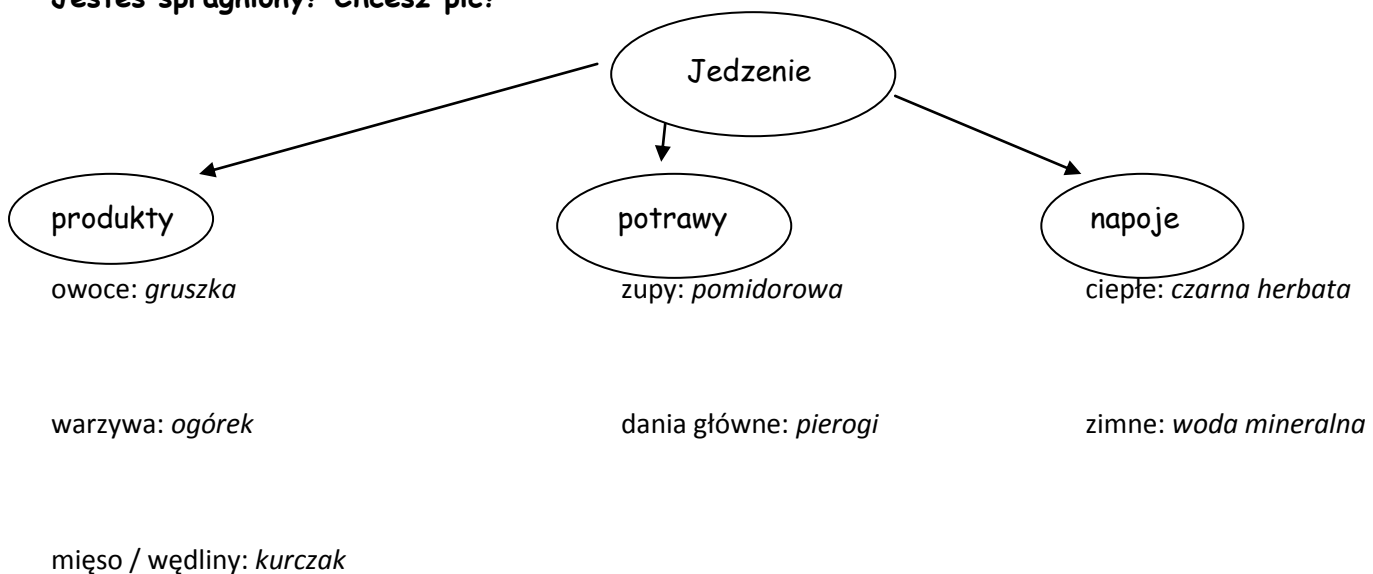 Jesteś spragniony? Chcesz pić?
Jedzenie
produkty
potrawy
napoje
owoce: gruszka
zupy: pomidorowa
ciepłe: czarna herbata
warzywa: ogórek
dania główne: pierogi
zimne: woda mineralna
mięso / wędliny: kurczak